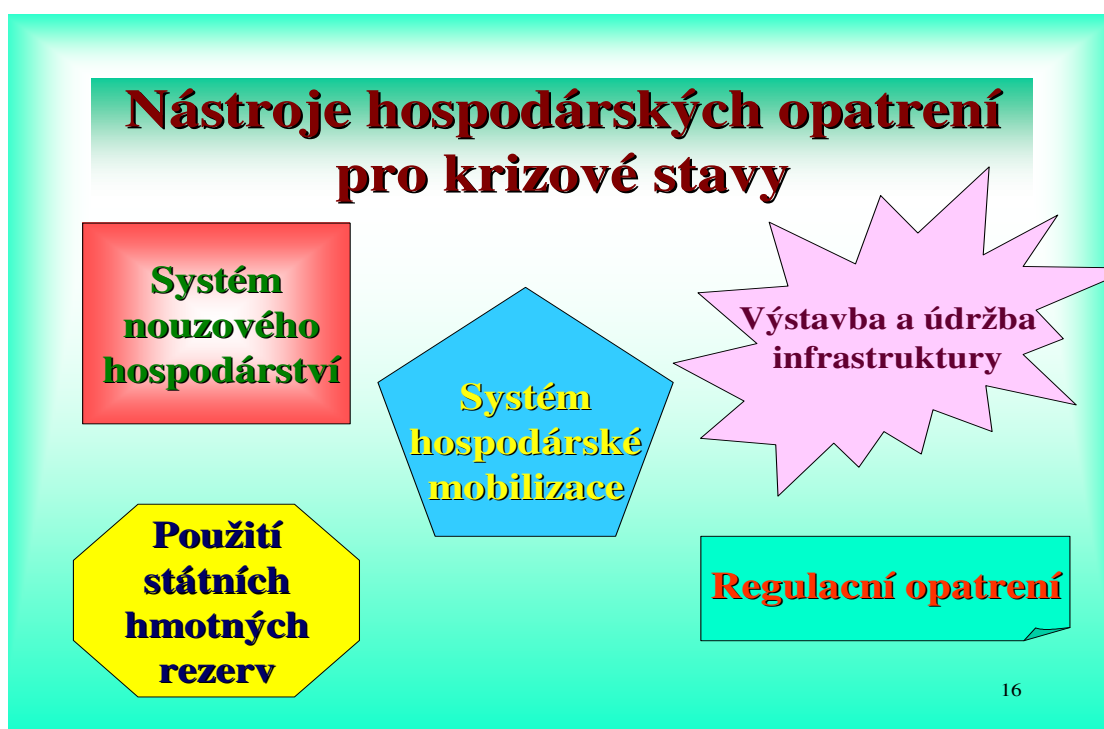 Nástroje hospodárských opatrení
pro krizové stavy
Systém
nouzového
hospodárství
Systém
hospodárské
mobilizace
Výstavba a údržba
infrastruktury
Použití
státních
hmotných
rezerv
Regulacní opatrení
16